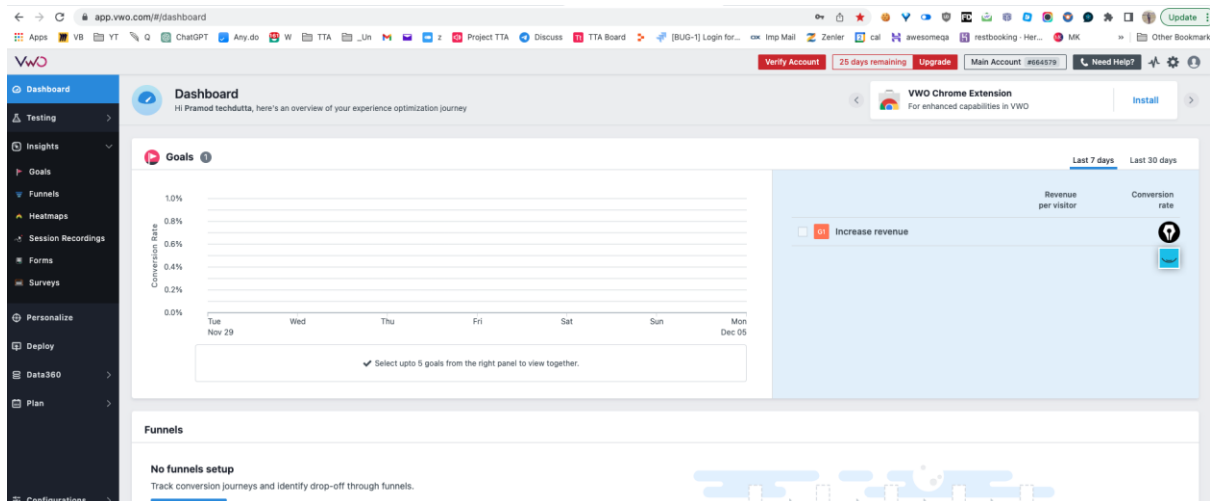 app.vwo.com/#/dashboard
Update
Apps VB YT Q ChatGPT Any.do W TTA _Un z Project TTA Discuss TTA Board [BUG-1] Login for... Imp Mail Zenler cal awesomeqa restbooking - Her... MK » Other Bookmark
VWO
Verify Account 25 days remaining Upgrade Main Account #664579 Need Help?
Dashboard
Testing
Insights
Goals
Funnels
Heatmaps
Session Recordings
Forms
Surveys
Personalize
Deploy
Data360
Plan
Configurations
Dashboard
Hi Pramod techdutta, here's an overview of your experience optimization journey
VWO Chrome Extension
For enhanced capabilities in VWO
Install
Goals 1
Last 7 days Last 30 days
Conversion Rate
1.0%
0.8%
0.6%
0.4%
0.2%
0.0%
Tue Wed Thu Fri Sat Sun Mon
Nov 29 Dec 05
Select upto 5 goals from the right panel to view together.
Revenue Conversion
per visitor rate
G1 Increase revenue
Funnels
No funnels setup
Track conversion journeys and identify drop-off through funnels.